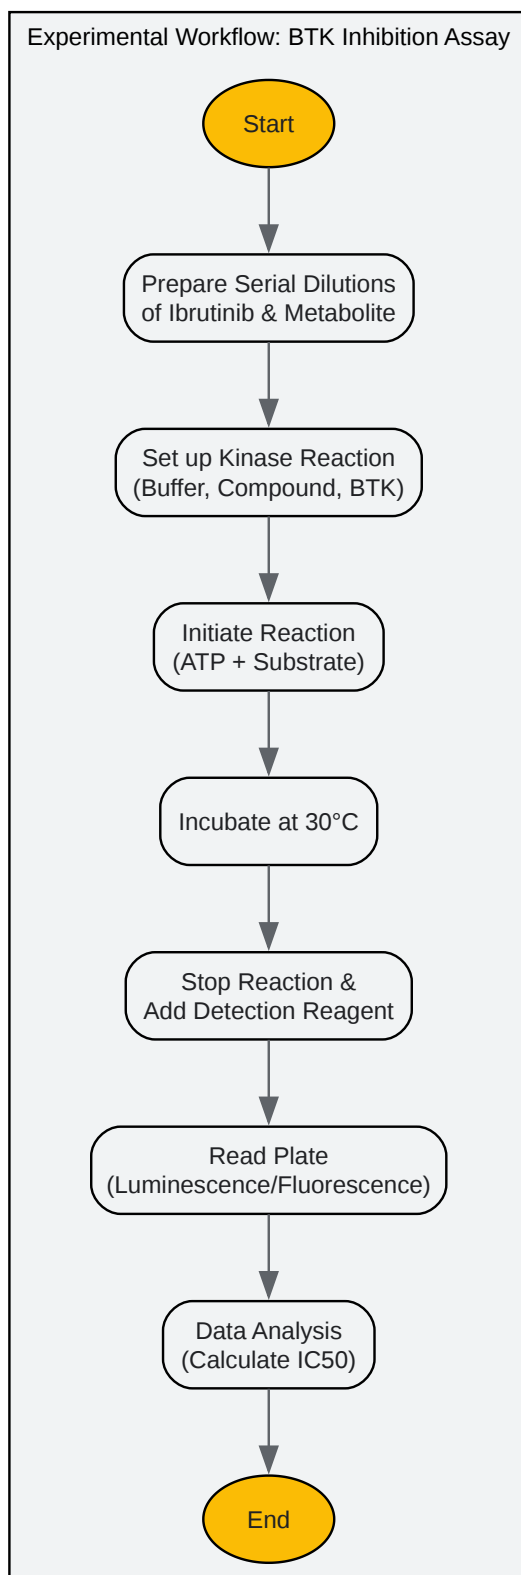 Experimental Workflow: BTK Inhibition Assay
Start
Prepare Serial Dilutions
of Ibrutinib & Metabolite
Set up Kinase Reaction
(Buffer, Compound, BTK)
Initiate Reaction
(ATP + Substrate)
Incubate at 30°C
Stop Reaction &
Add Detection Reagent
Read Plate
(Luminescence/Fluorescence)
Data Analysis
(Calculate IC50)
End